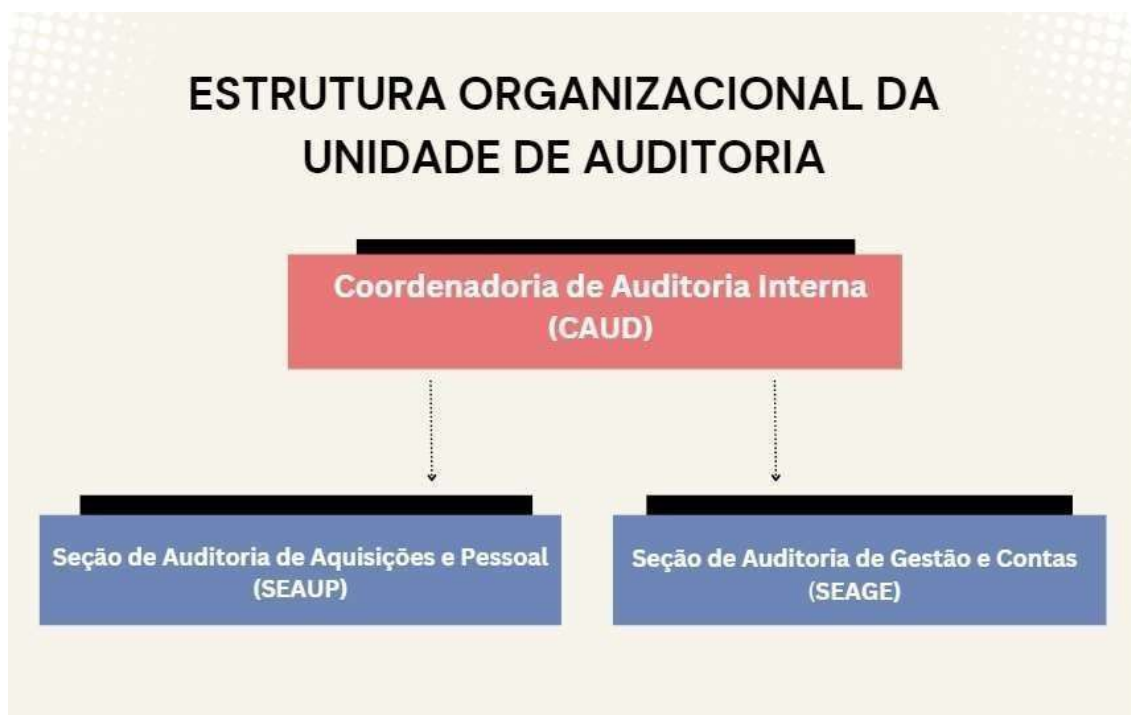 ESTRUTURA ORGANIZACIONAL DA
UNIDADE DE AUDITORIA
Coordenadoria de Auditoria Interna
(CAUD)
Seção de Auditoria de Aquisições e Pessoal
(SEAUP)
Seção de Auditoria de Gestão e Contas
(SEAGE)